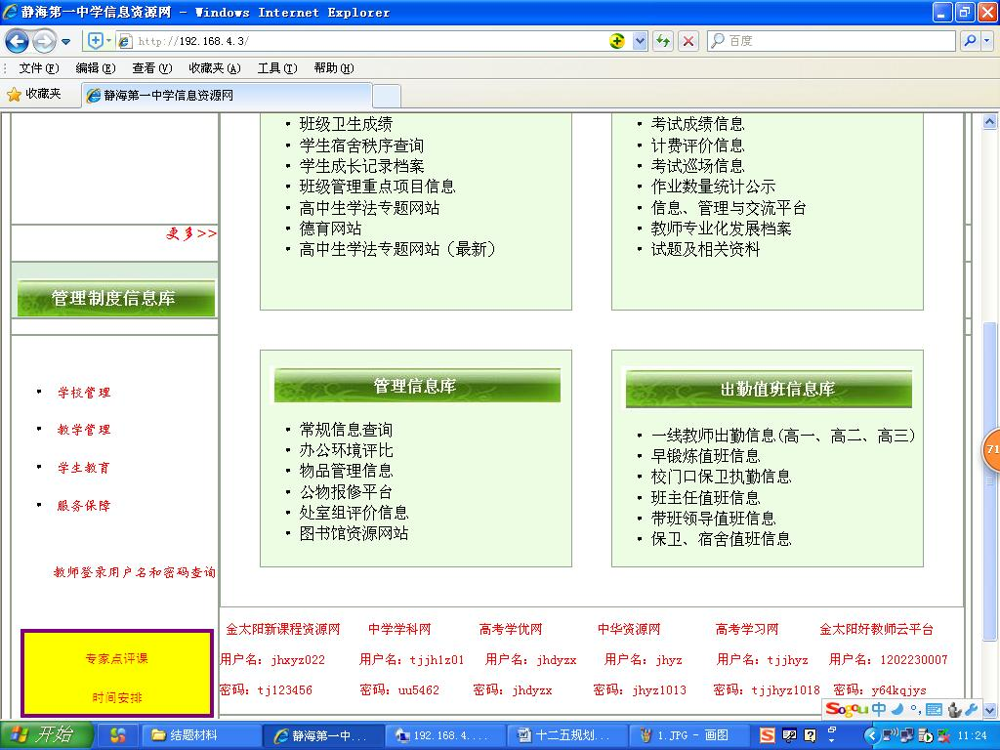 静海第一中学信息资源网 - Windows Internet Explorer
http://192.168.4.3/
百度
文件(F) 编辑(E) 查看(V) 收藏夹(A) 工具(T) 帮助(H)
收藏夹
静海第一中学信息资源网
• 班级卫生成绩
• 学生宿舍秩序查询
• 学生成长记录档案
• 班级管理重点项目信息
• 高中生学法专题网站
• 德育网站
• 高中生学法专题网站（最新）
• 考试成绩信息
• 计费评价信息
• 考试巡场信息
• 作业数量统计公示
• 信息、管理与交流平台
• 教师专业化发展档案
• 试题及相关资料
更多>>
管理制度信息库
• 学校管理
• 教学管理
• 学生教育
• 服务保障
教师登录用户名和密码查询
管理信息库
• 常规信息查询
• 办公环境评比
• 物品管理信息
• 公物报修平台
• 处室组评价信息
• 图书馆资源网站
出勤值班信息库
• 一线教师出勤信息(高一、高二、高三)
• 早锻炼值班信息
• 校门口保卫执勤信息
• 班主任值班信息
• 带班领导值班信息
• 保卫、宿舍值班信息
71
专家点评课
时间安排
金太阳新课程资源网 中学学科网 高考学优网 中华资源网 高考学习网 金太阳好教师云平台
用户名：jhxyz022 用户名：tjjhlz01 用户名：jhdyzx 用户名：jhyz 用户名：tjjhyz 用户名：1202230007
密码：tj123456 密码：uu5462 密码：jhdyzx 密码：jhyz1013 密码：tjjhyz1018 密码：y64kqjys
Sogou 中
开始 结题材料 静海第一中... 192.168.4.... 十二五规划... 1.JPG - 画图 11:24